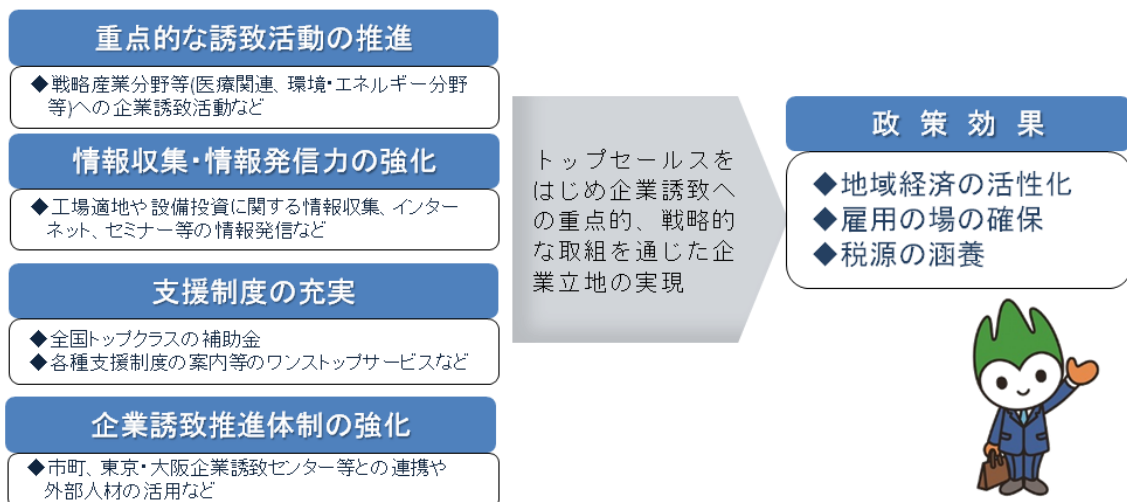 重点的な誘致活動の推進
◆戦略産業分野等(医療関連、環境・エネルギー分野
等)への企業誘致活動など
情報収集・情報発信力の強化
◆工場適地や設備投資に関する情報収集、インター
ネット、セミナー等の情報発信など
支援制度の充実
◆全国トップクラスの補助金
◆各種支援制度の案内等のワンストップサービスなど
企業誘致推進体制の強化
◆市町、東京・大阪企業誘致センター等との連携や
外部人材の活用など
トップセールスを
はじめ企業誘致へ
の重点的、戦略的
な取組を通じた企
業立地の実現
政策効果
◆地域経済の活性化
◆雇用の場の確保
◆税源の涵養